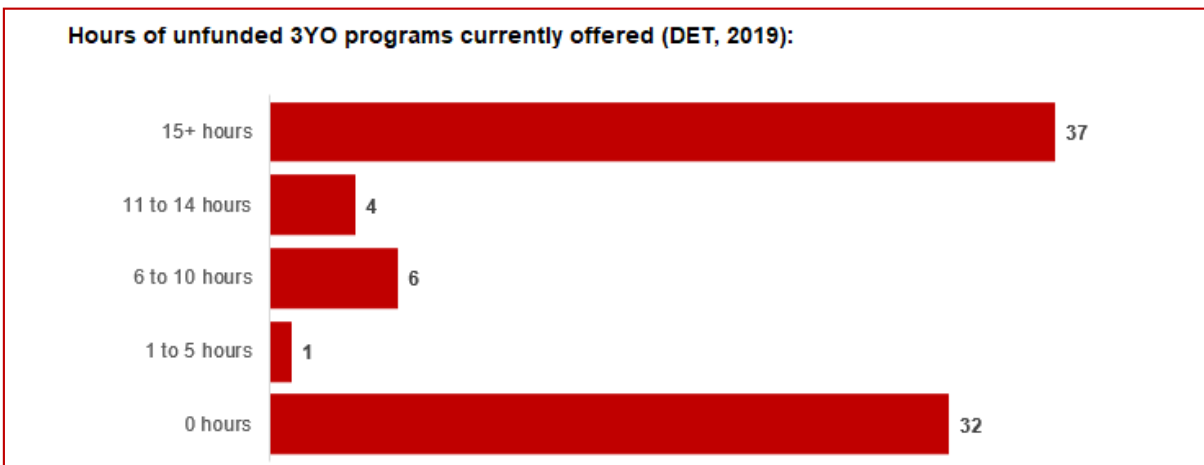 Hours of unfunded 3YO programs currently offered (DET, 2019):
15+ hours 37
11 to 14 hours 4
6 to 10 hours 6
1 to 5 hours 1
0 hours 32